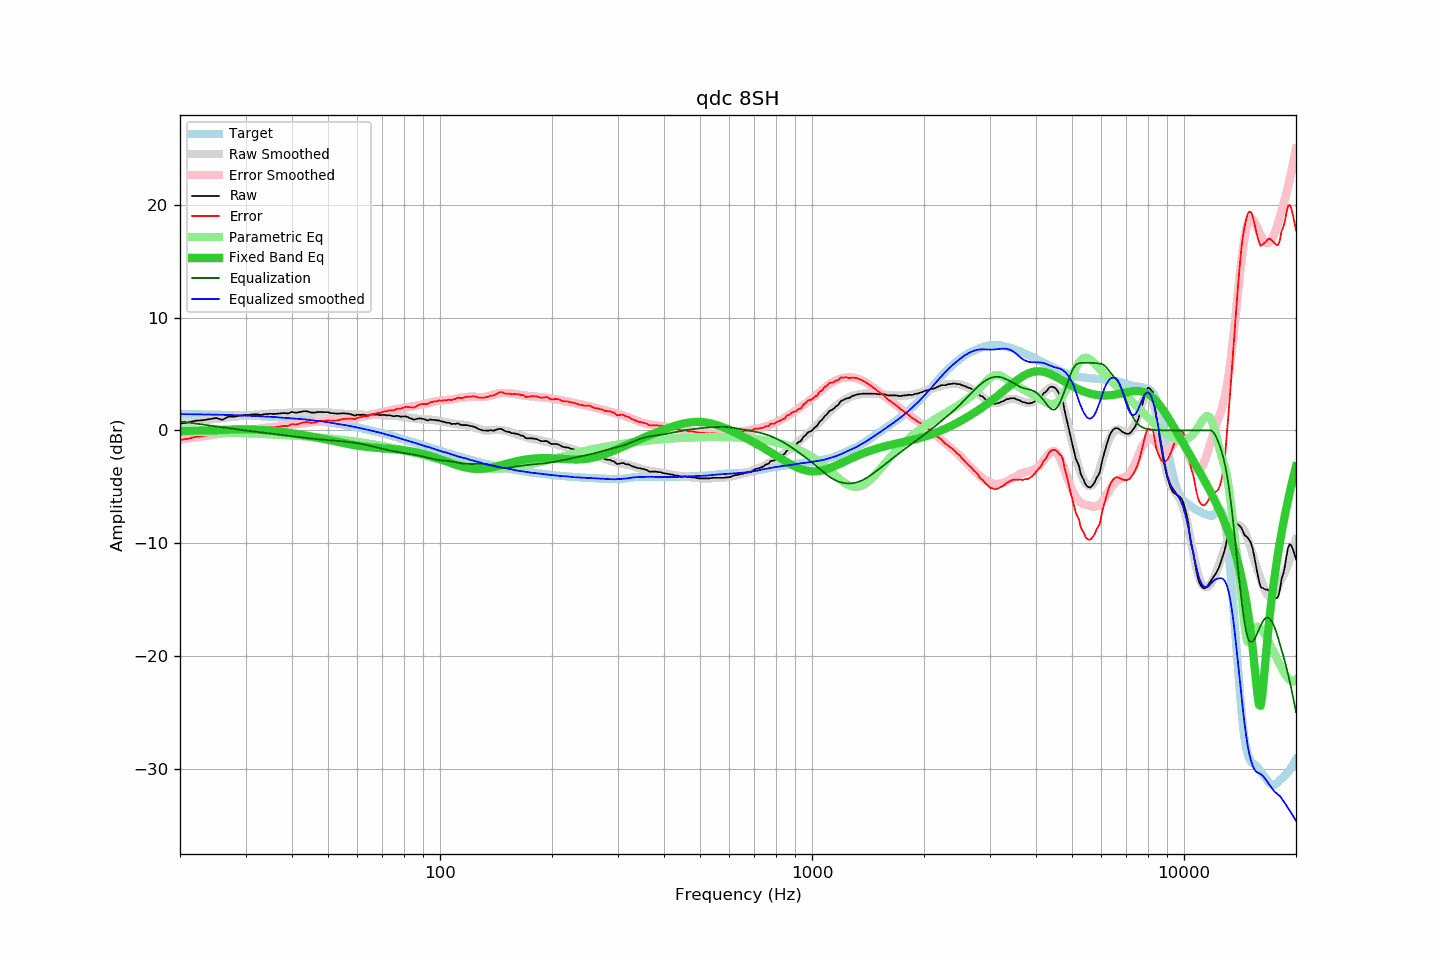 qdc 8SH
Target
Raw Smoothed
Error Smoothed
Raw
Error
Parametric Eq
Fixed Band Eq
Equalization
Equalized smoothed
20
10
0
−10
−20
−30
Amplitude (dBr)
100
1000
10000
Frequency (Hz)